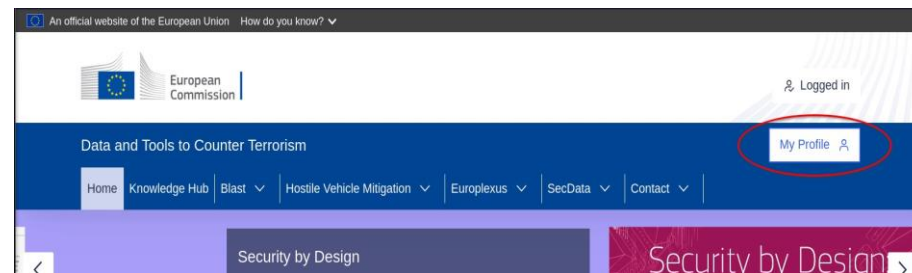 An official website of the European Union How do you know?
European
Commission
Logged in
Data and Tools to Counter Terrorism
My Profile
Home Knowledge Hub Blast Hostile Vehicle Mitigation Europlexus SecData Contact
Security by Design
Security by Design